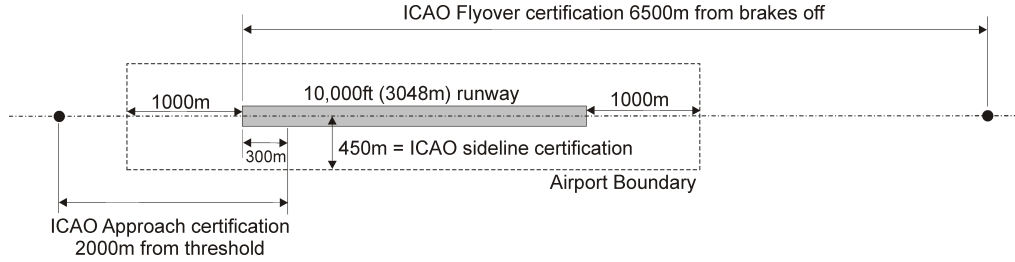 ICAO Flyover certification 6500m from brakes off
10,000ft (3048m) runway
1000m
1000m
300m
450m = ICAO sideline certification
Airport Boundary
ICAO Approach certification
2000m from threshold